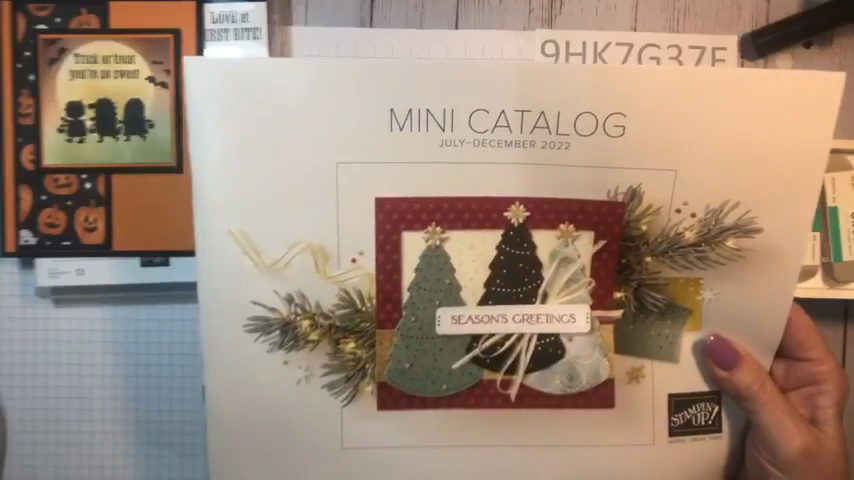 Trick or treat
you're so sweet
LOVE at
FIRST BITE!
9HK7G37F
MINI CATALOG
JULY–DECEMBER 2022
SEASON'S GREETINGS
STAMPIN'
UP!